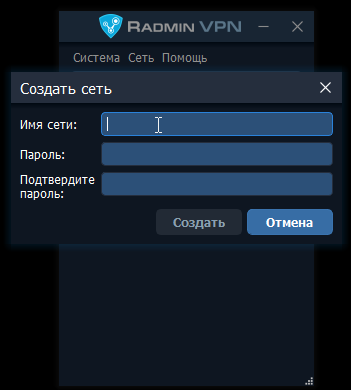 RADMIN VPN
Система Сеть Помощь
Создать сеть
Имя сети:
Пароль:
Подтвердите
пароль:
Создать Отмена